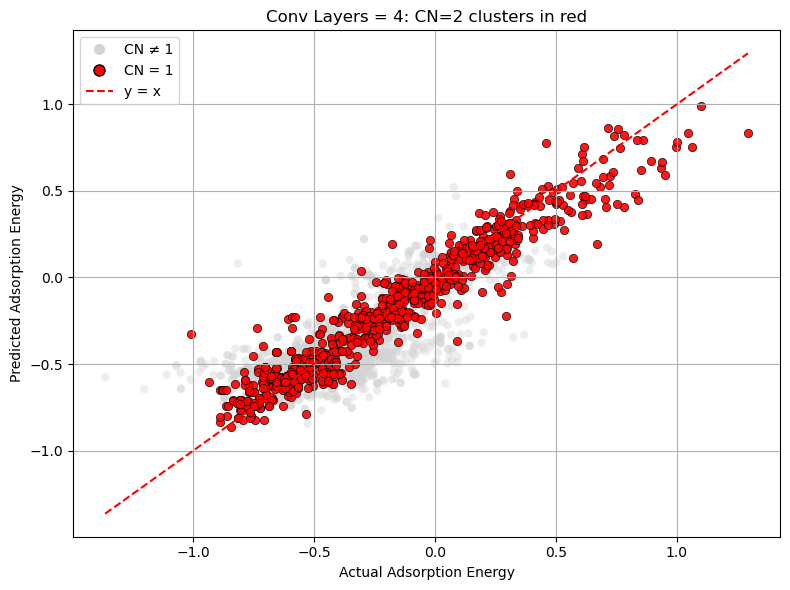 Conv Layers = 4: CN=2 clusters in red
CN ≠ 1
CN = 1
y = x
Predicted Adsorption Energy
1.0
0.5
0.0
−0.5
−1.0
−1.0
−0.5
0.0
0.5
1.0
Actual Adsorption Energy